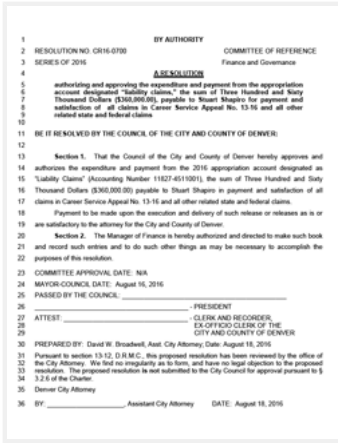 1 BY AUTHORITY
2 RESOLUTION NO. CR16-0700 COMMITTEE OF REFERENCE
3 SERIES OF 2016 Finance and Governance
4 A RESOLUTION
5 authorizing and approving the expenditure and payment from the appropriation
6 account designated "liability claims," the sum of Three Hundred and Sixty
7 Thousand Dollars ($360,000.00), payable to Stuart Shapiro for payment and
8 satisfaction of all claims in Career Service Appeal No. 13-16 and all other
9 related state and federal claims
10
11 BE IT RESOLVED BY THE COUNCIL OF THE CITY AND COUNTY OF DENVER:
12
13 Section 1. That the Council of the City and County of Denver hereby approves and
14 authorizes the expenditure and payment from the 2016 appropriation account designated as
15 "Liability Claims" (Accounting Number 11827-4511001), the sum of Three Hundred and Sixty
16 Thousand Dollars ($360,000.00) payable to Stuart Shapiro in payment and satisfaction of all
17 claims in Career Service Appeal No. 13-16 and all other related state and federal claims.
18 Payment to be made upon the execution and delivery of such release or releases as is or
19 are satisfactory to the attorney for the City and County of Denver.
20 Section 2. The Manager of Finance is hereby authorized and directed to make such book
21 and record such entries and to do such other things as may be necessary to accomplish the
22 purposes of this resolution.
23 COMMITTEE APPROVAL DATE: N/A
24 MAYOR-COUNCIL DATE: August 16, 2016
25 PASSED BY THE COUNCIL:
26 - PRESIDENT
27 ATTEST: - CLERK AND RECORDER,
28 EX-OFFICIO CLERK OF THE
29 CITY AND COUNTY OF DENVER
30 PREPARED BY: David W. Broadwell, Asst. City Attorney; Date: August 18, 2016
31 Pursuant to section 13-12, D.R.M.C., this proposed resolution has been reviewed by the office of
32 the City Attorney. We find no irregularity as to form, and have no legal objection to the proposed
33 resolution. The proposed resolution is not submitted to the City Council for approval pursuant to §
34 3.2.6 of the Charter.
35 Denver City Attorney
36 BY: , Assistant City Attorney DATE: August 18, 2016